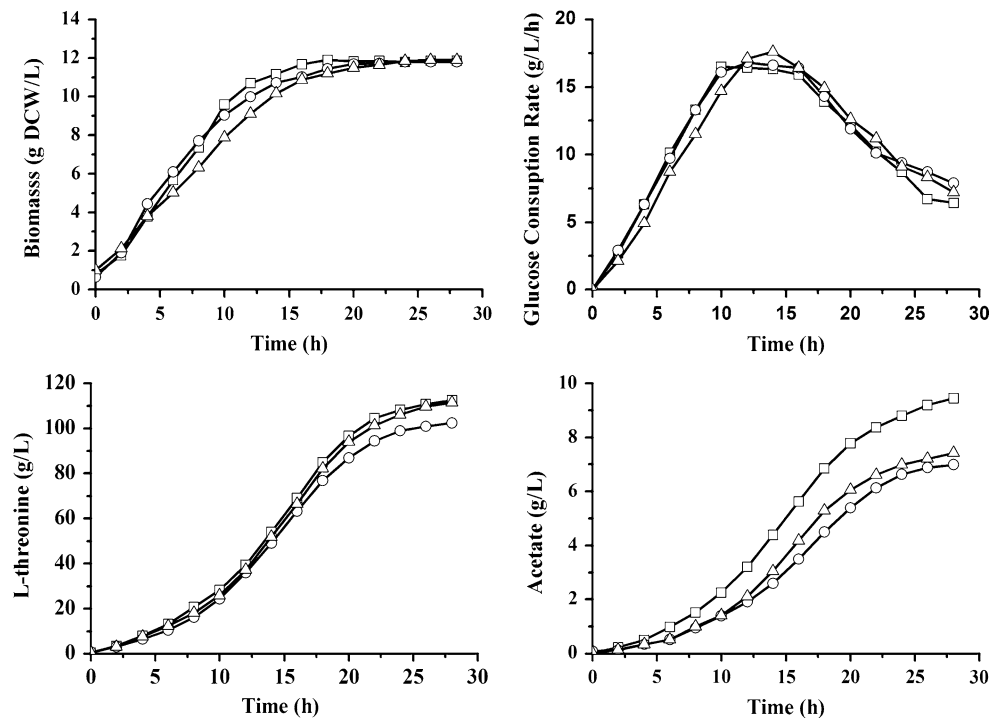 14
12
10
8
6
4
2
0
Biomasss (g DCW/L)
0 5 10 15 20 25 30
Time (h)
25
20
15
10
5
0
Glucose Consuption Rate (g/L/h)
0 5 10 15 20 25 30
Time (h)
120
100
80
60
40
20
0
L-threonine (g/L)
0 5 10 15 20 25 30
Time (h)
10
8
6
4
2
0
Acetate (g/L)
0 5 10 15 20 25 30
Time (h)